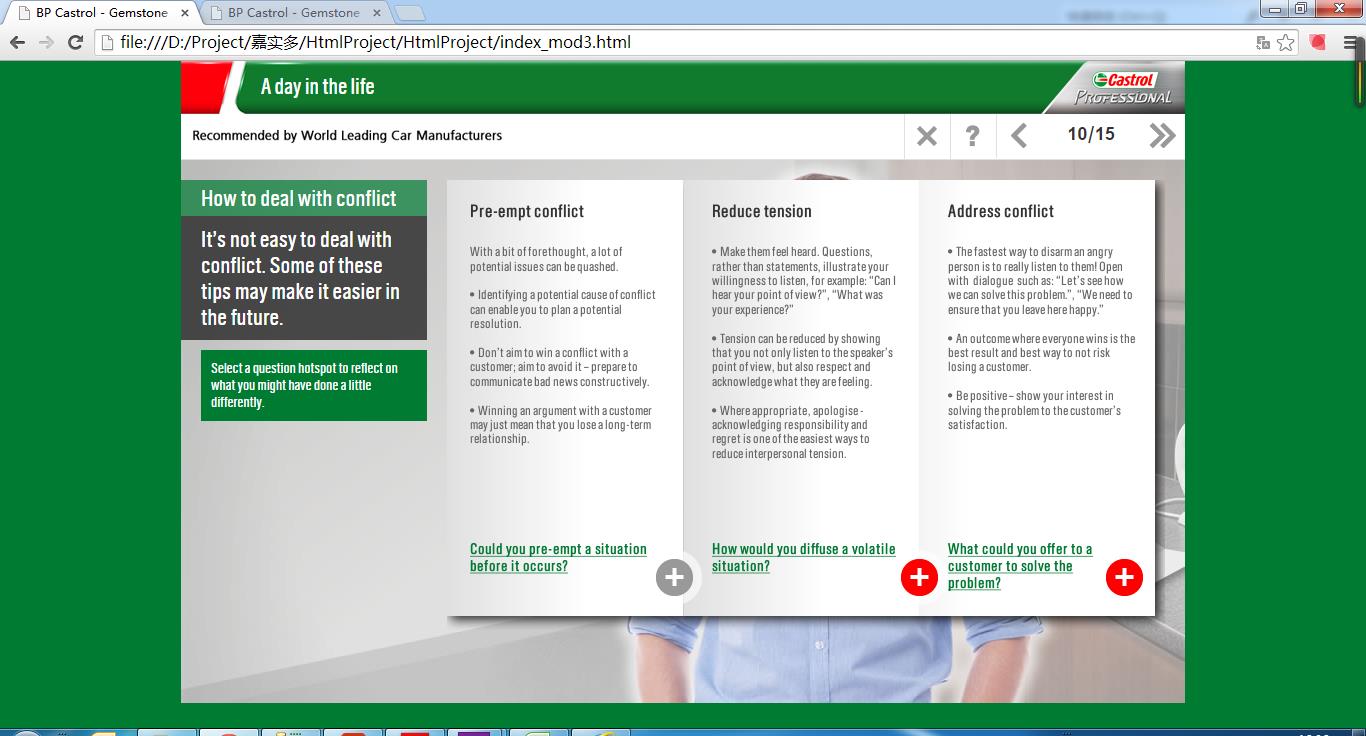 BP Castrol - Gemstone
BP Castrol - Gemstone
file:///D:/Project/嘉实多/HtmlProject/HtmlProject/index_mod3.html
A day in the life
Castrol
PROFESSIONAL
Recommended by World Leading Car Manufacturers
?
10/15
How to deal with conflict
It's not easy to deal with
conflict. Some of these
tips may make it easier in
the future.
Select a question hotspot to reflect on
what you might have done a little
differently.
Pre-empt conflict
With a bit of forethought, a lot of
potential issues can be quashed.
• Identifying a potential cause of conflict
can enable you to plan a potential
resolution.
• Don't aim to win a conflict with a
customer; aim to avoid it – prepare to
communicate bad news constructively.
• Winning an argument with a customer
may just mean that you lose a long-term
relationship.
Could you pre-empt a situation
before it occurs?
Reduce tension
• Make them feel heard. Questions,
rather than statements, illustrate your
willingness to listen, for example: “Can I
hear your point of view?”, “What was
your experience?”
• Tension can be reduced by showing
that you not only listen to the speaker's
point of view, but also respect and
acknowledge what they are feeling.
• Where appropriate, apologise -
acknowledging responsibility and
regret is one of the easiest ways to
reduce interpersonal tension.
How would you diffuse a volatile
situation?
Address conflict
• The fastest way to disarm an angry
person is to really listen to them! Open
with dialogue such as: “Let's see how
we can solve this problem.”, “We need to
ensure that you leave here happy.”
• An outcome where everyone wins is the
best result and best way to not risk
losing a customer.
• Be positive – show your interest in
solving the problem to the customer's
satisfaction.
What could you offer to a
customer to solve the
problem?